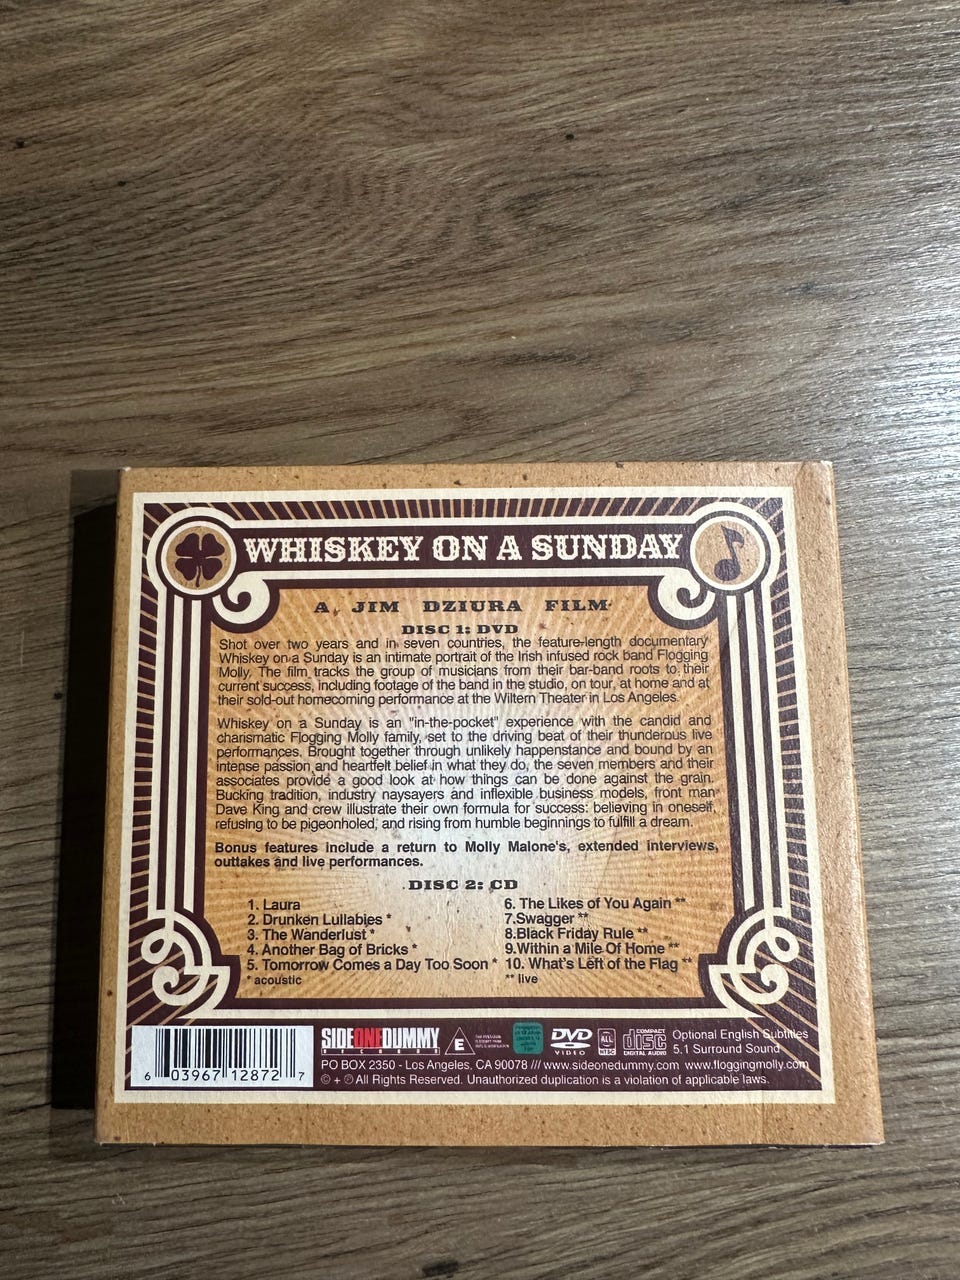 WHISKEY ON A SUNDAY
A JIM DZIURA FILM
DISC 1: DVD
Shot over two years and in seven countries, the feature-length documentary
Whiskey on a Sunday is an intimate portrait of the Irish infused rock band Flogging
Molly. The film tracks the group of musicians from their bar-band roots to their
current success, including footage of the band in the studio, on tour, at home and at
their sold-out homecoming performance at the Wiltern Theater in Los Angeles.
Whiskey on a Sunday is an "in-the-pocket" experience with the candid and
charismatic Flogging Molly family, set to the driving beat of their thunderous live
performances. Brought together through unlikely happenstance and bound by an
intense passion and heartfelt belief in what they do, the seven members and their
associates provide a good look at how things can be done against the grain.
Bucking tradition, industry naysayers and inflexible business models, front man
Dave King and crew illustrate their own formula for success: believing in oneself,
refusing to be pigeonholed, and rising from humble beginnings to fulfill a dream.
Bonus features include a return to Molly Malone's, extended interviews,
outtakes and live performances.
DISC 2: CD
1. Laura
2. Drunken Lullabies *
3. The Wanderlust *
4. Another Bag of Bricks *
5. Tomorrow Comes a Day Too Soon *
* acoustic
6. The Likes of You Again **
7.Swagger **
8.Black Friday Rule **
9.Within a Mile Of Home **
10. What's Left of the Flag **
** live
6 03967 12872 7
SIDEONEDUMMY
RECORDS
E
DVD
VIDEO
ALL
NTSC
COMPACT
disc
DIGITAL AUDIO
Optional English Subtitles
5.1 Surround Sound
PO BOX 2350 - Los Angeles, CA 90078 /// www.sideonedummy.com www.floggingmolly.com
© + ℗ All Rights Reserved. Unauthorized duplication is a violation of applicable laws.